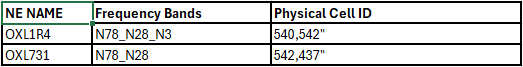 NE NAME Frequency Bands Physical Cell ID
OXL1R4 N78_N28_N3 540,542"
OXL731 N78_N28 542,437"